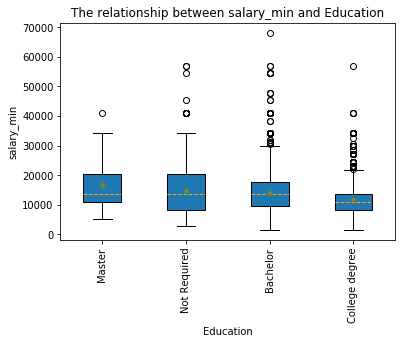 The relationship between salary_min and Education
70000
60000
50000
40000
30000
20000
10000
0
salary_min
Master
Not Required
Bachelor
College degree
Education